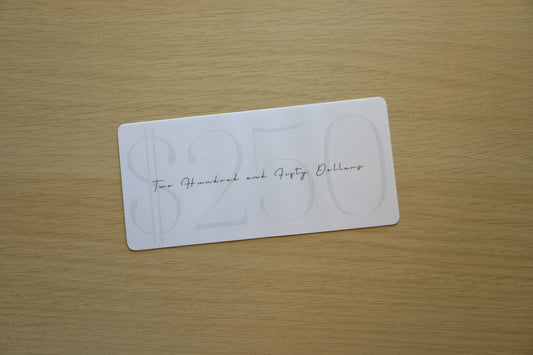 $250
Two Hundred and Fifty Dollars